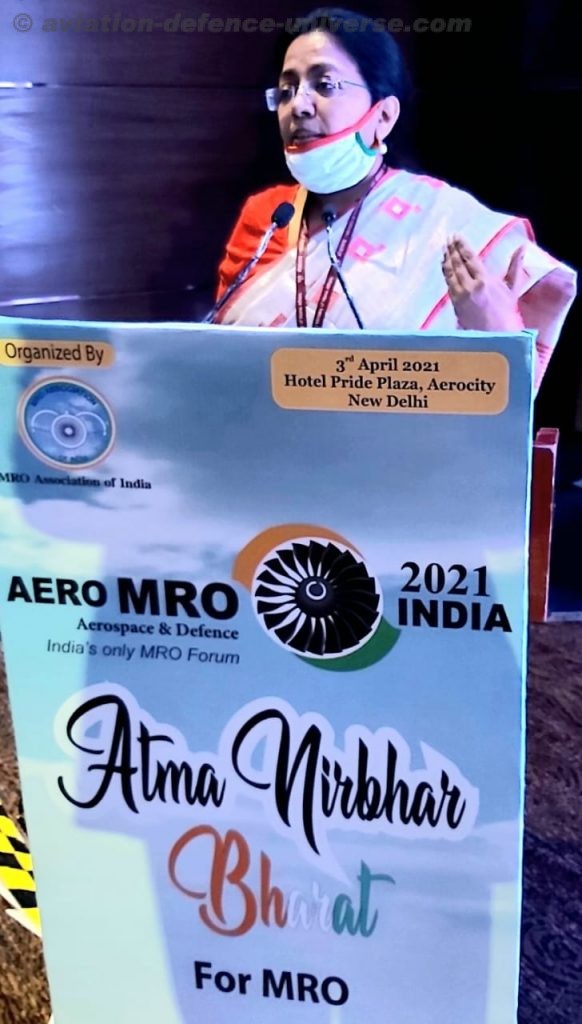 © aviation-defence-universe.com
Organized By
3rd April 2021
Hotel Pride Plaza, Aerocity
New Delhi
MRO Association of India
AERO MRO
Aerospace & Defence
India's only MRO Forum
2021
INDIA
Atma Nirbhar
Bharat
For MRO